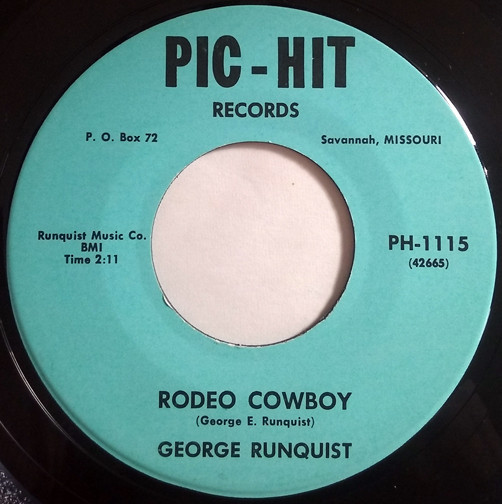 PIC-HIT
RECORDS
P. O. Box 72
Savannah, MISSOURI
Runquist Music Co.
BMI
Time 2:11
PH-1115
(42665)
RODEO COWBOY
(George E. Runquist)
GEORGE RUNQUIST